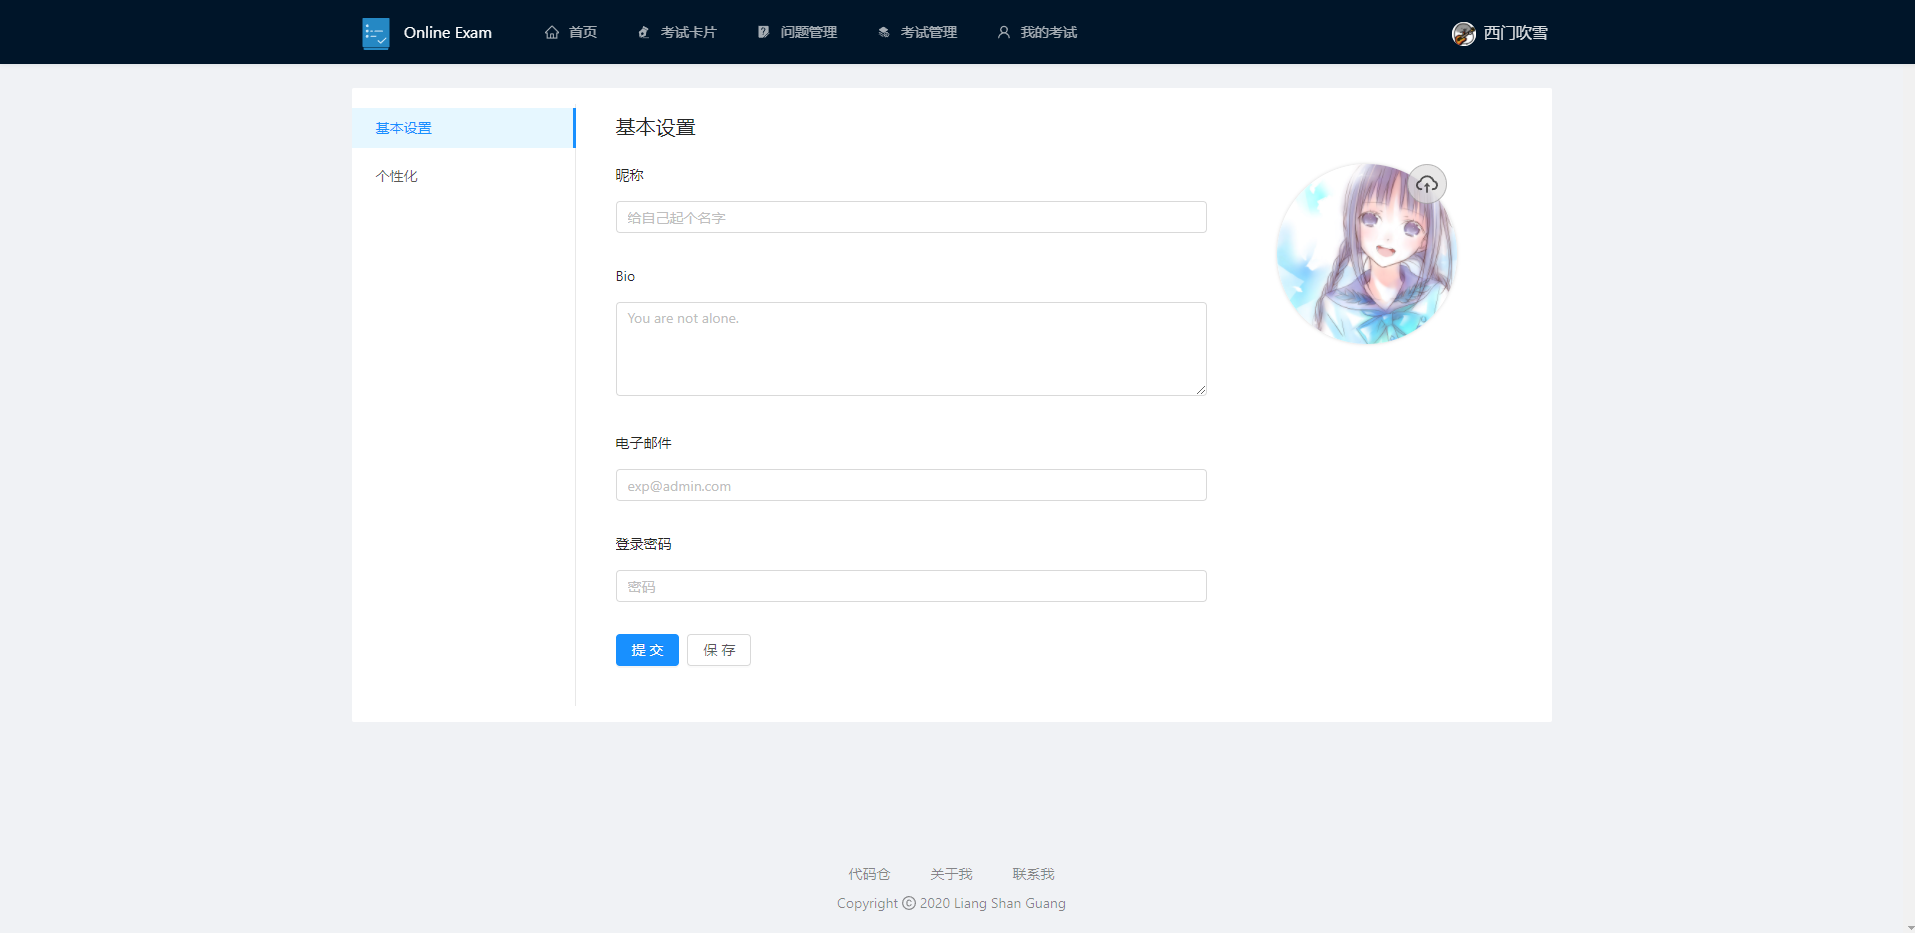 Online Exam 首页 考试卡片 问题管理 考试管理 我的考试 西门吹雪
基本设置
个性化
基本设置
昵称
给自己起个名字
Bio
You are not alone.
电子邮件
exp@admin.com
登录密码
密码
提交 保存
代码仓 关于我 联系我
Copyright © 2020 Liang Shan Guang